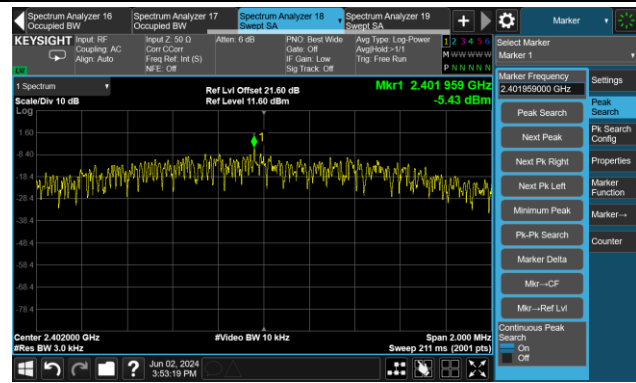 Spectrum Analyzer 16
Occupied BW
Spectrum Analyzer 17
Occupied BW
Spectrum Analyzer 18
Swept SA
Spectrum Analyzer 19
Swept SA
+
Marker
KEYSIGHT
Input: RF
Coupling: AC
Align: Auto
Input Z: 50 Ω
Corr CCorr
Freq Ref: Int (S)
NFE: Off
Atten: 6 dB
PNO: Best Wide
Gate: Off
IF Gain: Low
Sig Track: Off
Avg Type: Log-Power
Avg|Hold:>1/1
Trig: Free Run
1 2 3 4 5 6
M W W W W W
P N N N N N
Select Marker
Marker 1
1 Spectrum
Scale/Div 10 dB
Log
Ref Lvl Offset 21.60 dB
Ref Level 11.60 dBm
Mkr1 2.401 959 GHz
-5.43 dBm
1
1.60
-8.40
-18.4
-28.4
-38.4
-48.4
-58.4
-68.4
-78.4
Center 2.402000 GHz
#Res BW 3.0 kHz
#Video BW 10 kHz
Span 2.000 MHz
Sweep 211 ms (2001 pts)
Marker Frequency
2.401959000 GHz
Peak Search
Next Peak
Next Pk Right
Next Pk Left
Minimum Peak
Pk-Pk Search
Marker Delta
Mkr→CF
Mkr→Ref Lvl
Continuous Peak
Search
On
Off
Settings
Peak
Search
Pk Search
Config
Properties
Marker
Function
Marker→
Counter
?
Jun 02, 2024
3:53:19 PM